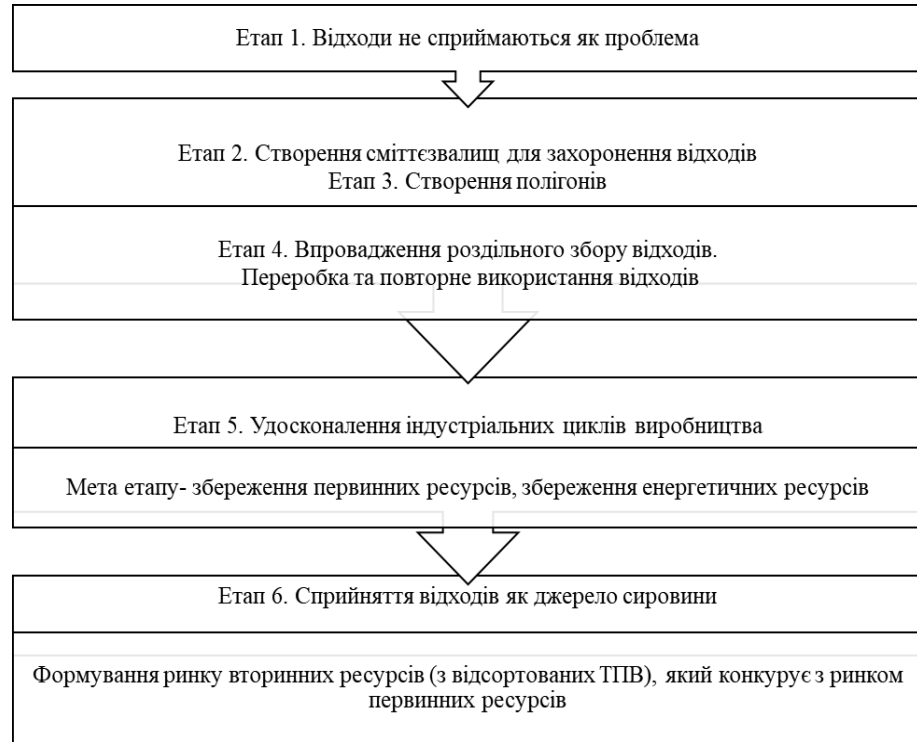 Етап 1. Відходи не сприймаються як проблема
Етап 2. Створення сміттєзвалищ для захоронення відходів
Етап 3. Створення полігонів
Етап 4. Впровадження роздільного збору відходів.
Переробка та повторне використання відходів
Етап 5. Удосконалення індустріальних циклів виробництва
Мета етапу- збереження первинних ресурсів, збереження енергетичних ресурсів
Етап 6. Сприйняття відходів як джерело сировини
Формування ринку вторинних ресурсів (з відсортованих ТПВ), який конкурує з ринком
первинних ресурсів